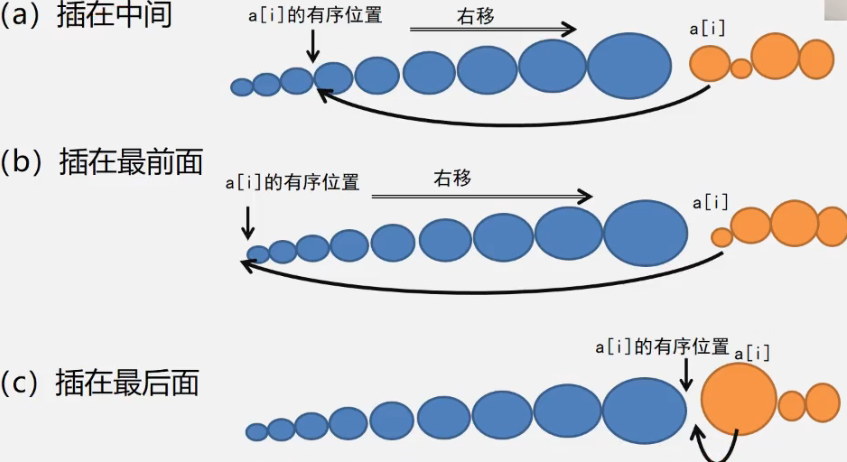 (a) 插在中间
a[i]的有序位置
右移
a[i]
(b) 插在最前面
a[i]的有序位置
右移
a[i]
(c) 插在最后面
a[i]的有序位置
a[i]